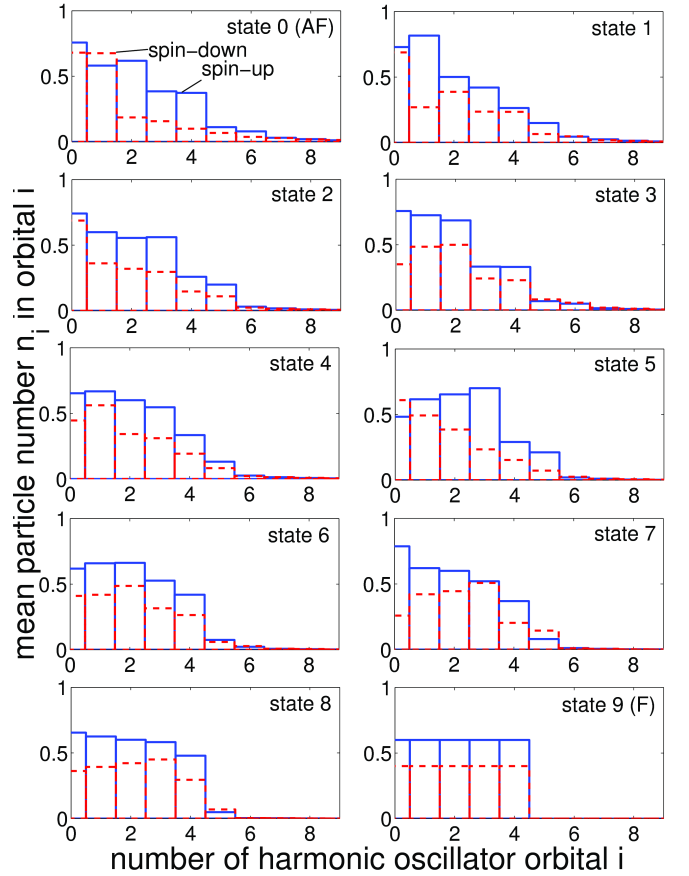 mean particle number n_i in orbital i
state 0 (AF)
spin-down
spin-up
1
0.5
0
0 2 4 6 8
state 1
1
0.5
0
0 2 4 6 8
state 2
1
0.5
0
0 2 4 6 8
state 3
1
0.5
0
0 2 4 6 8
state 4
1
0.5
0
0 2 4 6 8
state 5
1
0.5
0
0 2 4 6 8
state 6
1
0.5
0
0 2 4 6 8
state 7
1
0.5
0
0 2 4 6 8
state 8
1
0.5
0
0 2 4 6 8
state 9 (F)
1
0.5
0
0 2 4 6 8
number of harmonic oscillator orbital i